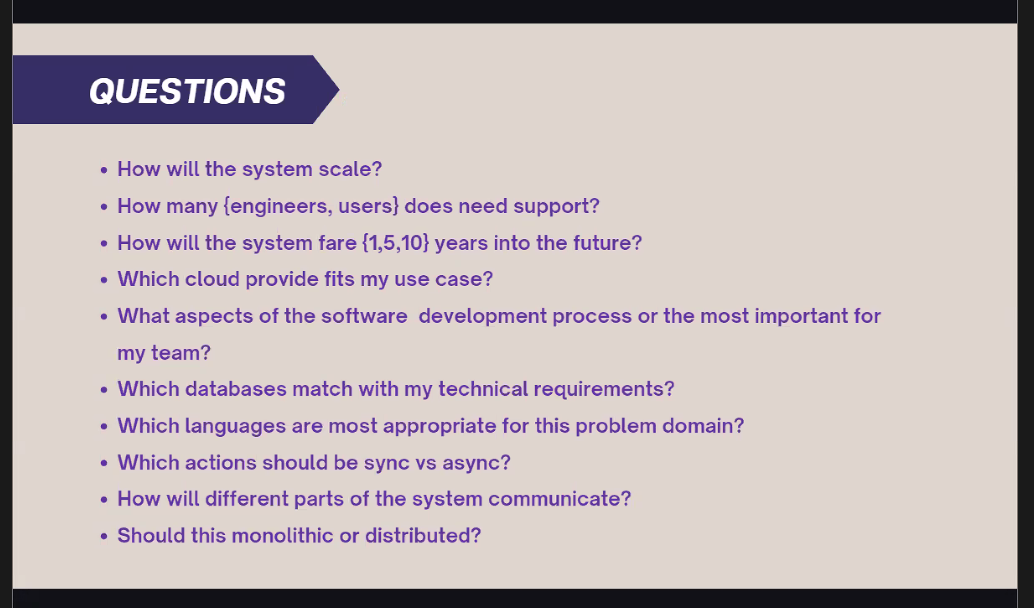 QUESTIONS
• How will the system scale?
• How many {engineers, users} does need support?
• How will the system fare {1,5,10} years into the future?
• Which cloud provide fits my use case?
• What aspects of the software  development process or the most important for
my team?
• Which databases match with my technical requirements?
• Which languages are most appropriate for this problem domain?
• Which actions should be sync vs async?
• How will different parts of the system communicate?
• Should this monolithic or distributed?